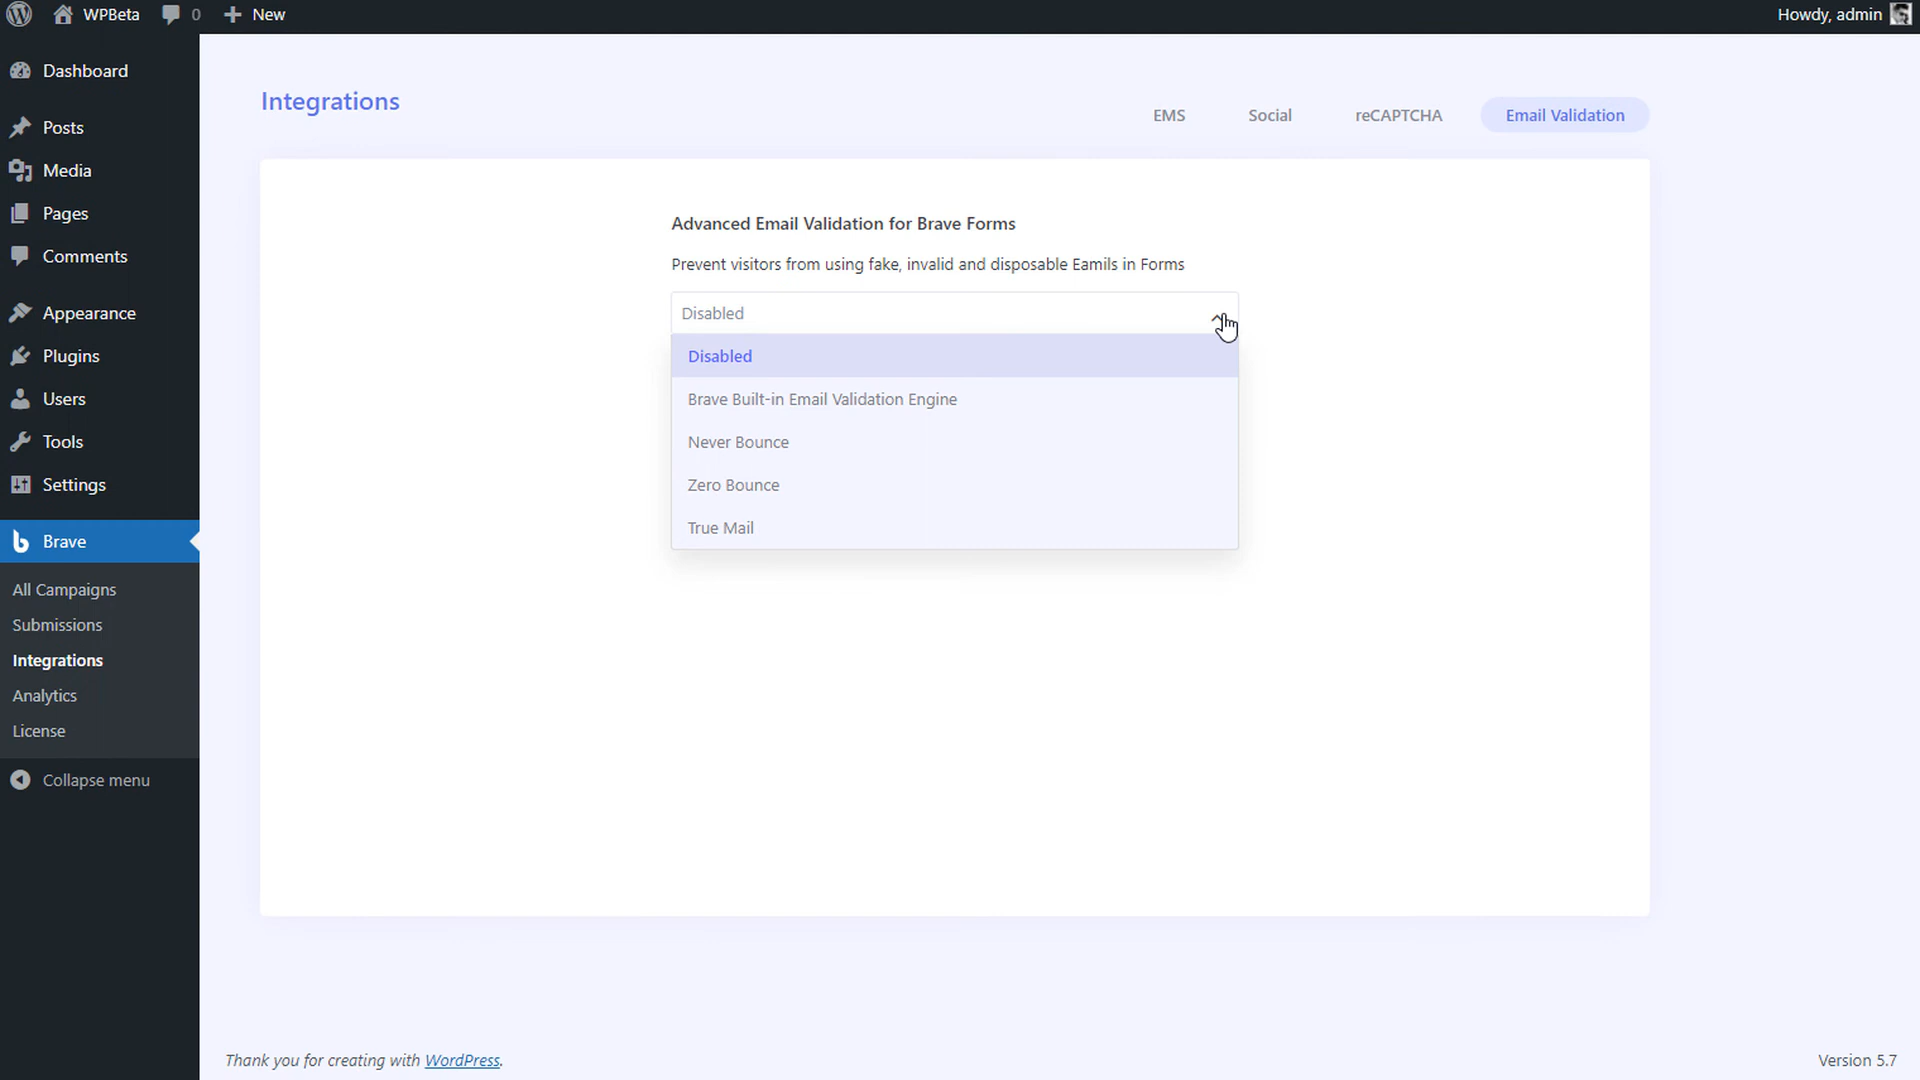 WPBeta 0 New Howdy, admin
Dashboard
Posts
Media
Pages
Comments
Appearance
Plugins
Users
Tools
Settings
Brave
All Campaigns
Submissions
Integrations
Analytics
License
Collapse menu
Integrations
EMS Social reCAPTCHA Email Validation
Advanced Email Validation for Brave Forms
Prevent visitors from using fake, invalid and disposable Eamils in Forms
Disabled
Disabled
Brave Built-in Email Validation Engine
Never Bounce
Zero Bounce
True Mail
Thank you for creating with WordPress.
Version 5.7